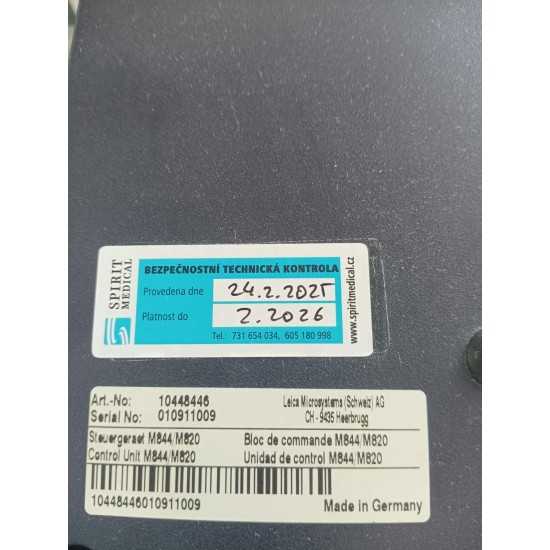 SPIRIT
MEDICAL
BEZPEČNOSTNÍ TECHNICKÁ KONTROLA
Provedena dne 24.2.2025
Platnost do 2.2026
Tel.: 731 654 034, 605 180 998
www.spiritmedical.cz
Art.-No: 10448446
Serial No: 010911009
Leica Microsystems (Schweiz) AG
CH - 9435 Heerbrugg
Steuergeraet M844/M820
Control Unit M844/M820
Bloc de commande M844/M820
Unidad de control M844/M820
10448446010911009
Made in Germany